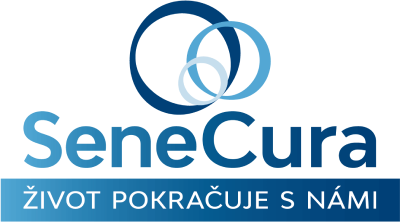 SeneCura
ŽIVOT POKRAČUJE S NÁMI